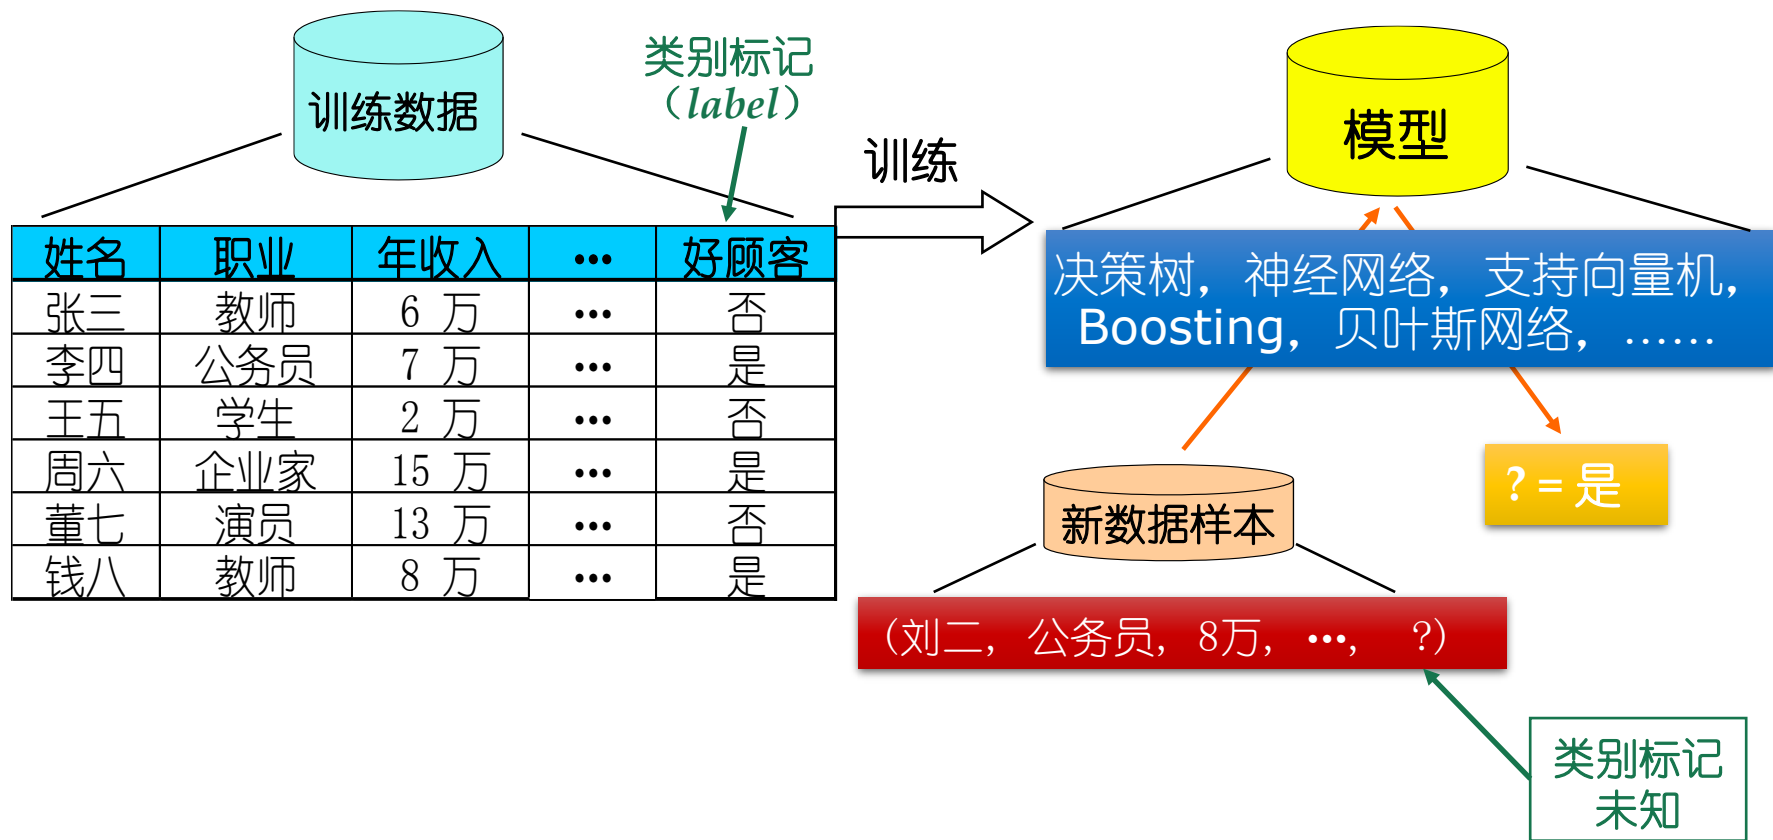 训练数据
类别标记
（label）
训练
模型
姓名 职业 年收入 ••• 好顾客
张三 教师 6 万 ••• 否
李四 公务员 7 万 ••• 是
王五 学生 2 万 ••• 否
周六 企业家 15 万 ••• 是
董七 演员 13 万 ••• 否
钱八 教师 8 万 ••• 是
决策树，神经网络，支持向量机，
Boosting，贝叶斯网络，……
? = 是
新数据样本
（刘二，公务员，8万，•••， ?）
类别标记
未知